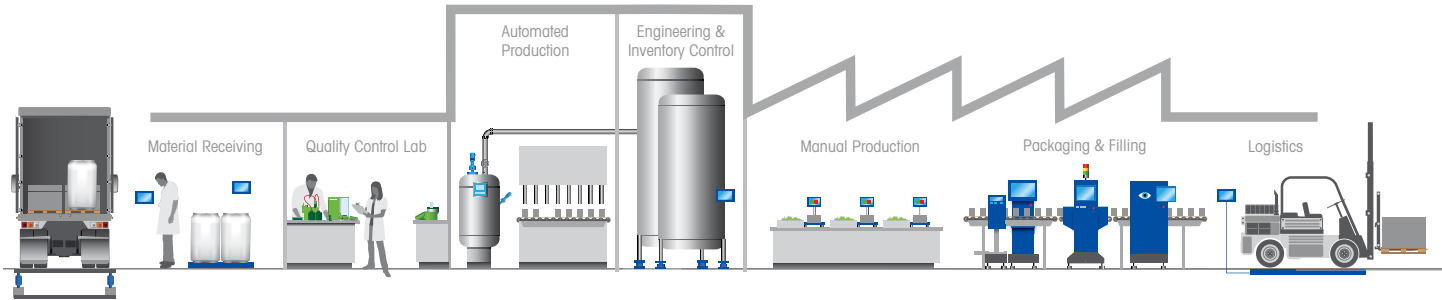 Automated
Production
Engineering &
Inventory Control
Material Receiving
Quality Control Lab
Manual Production
Packaging & Filling
Logistics